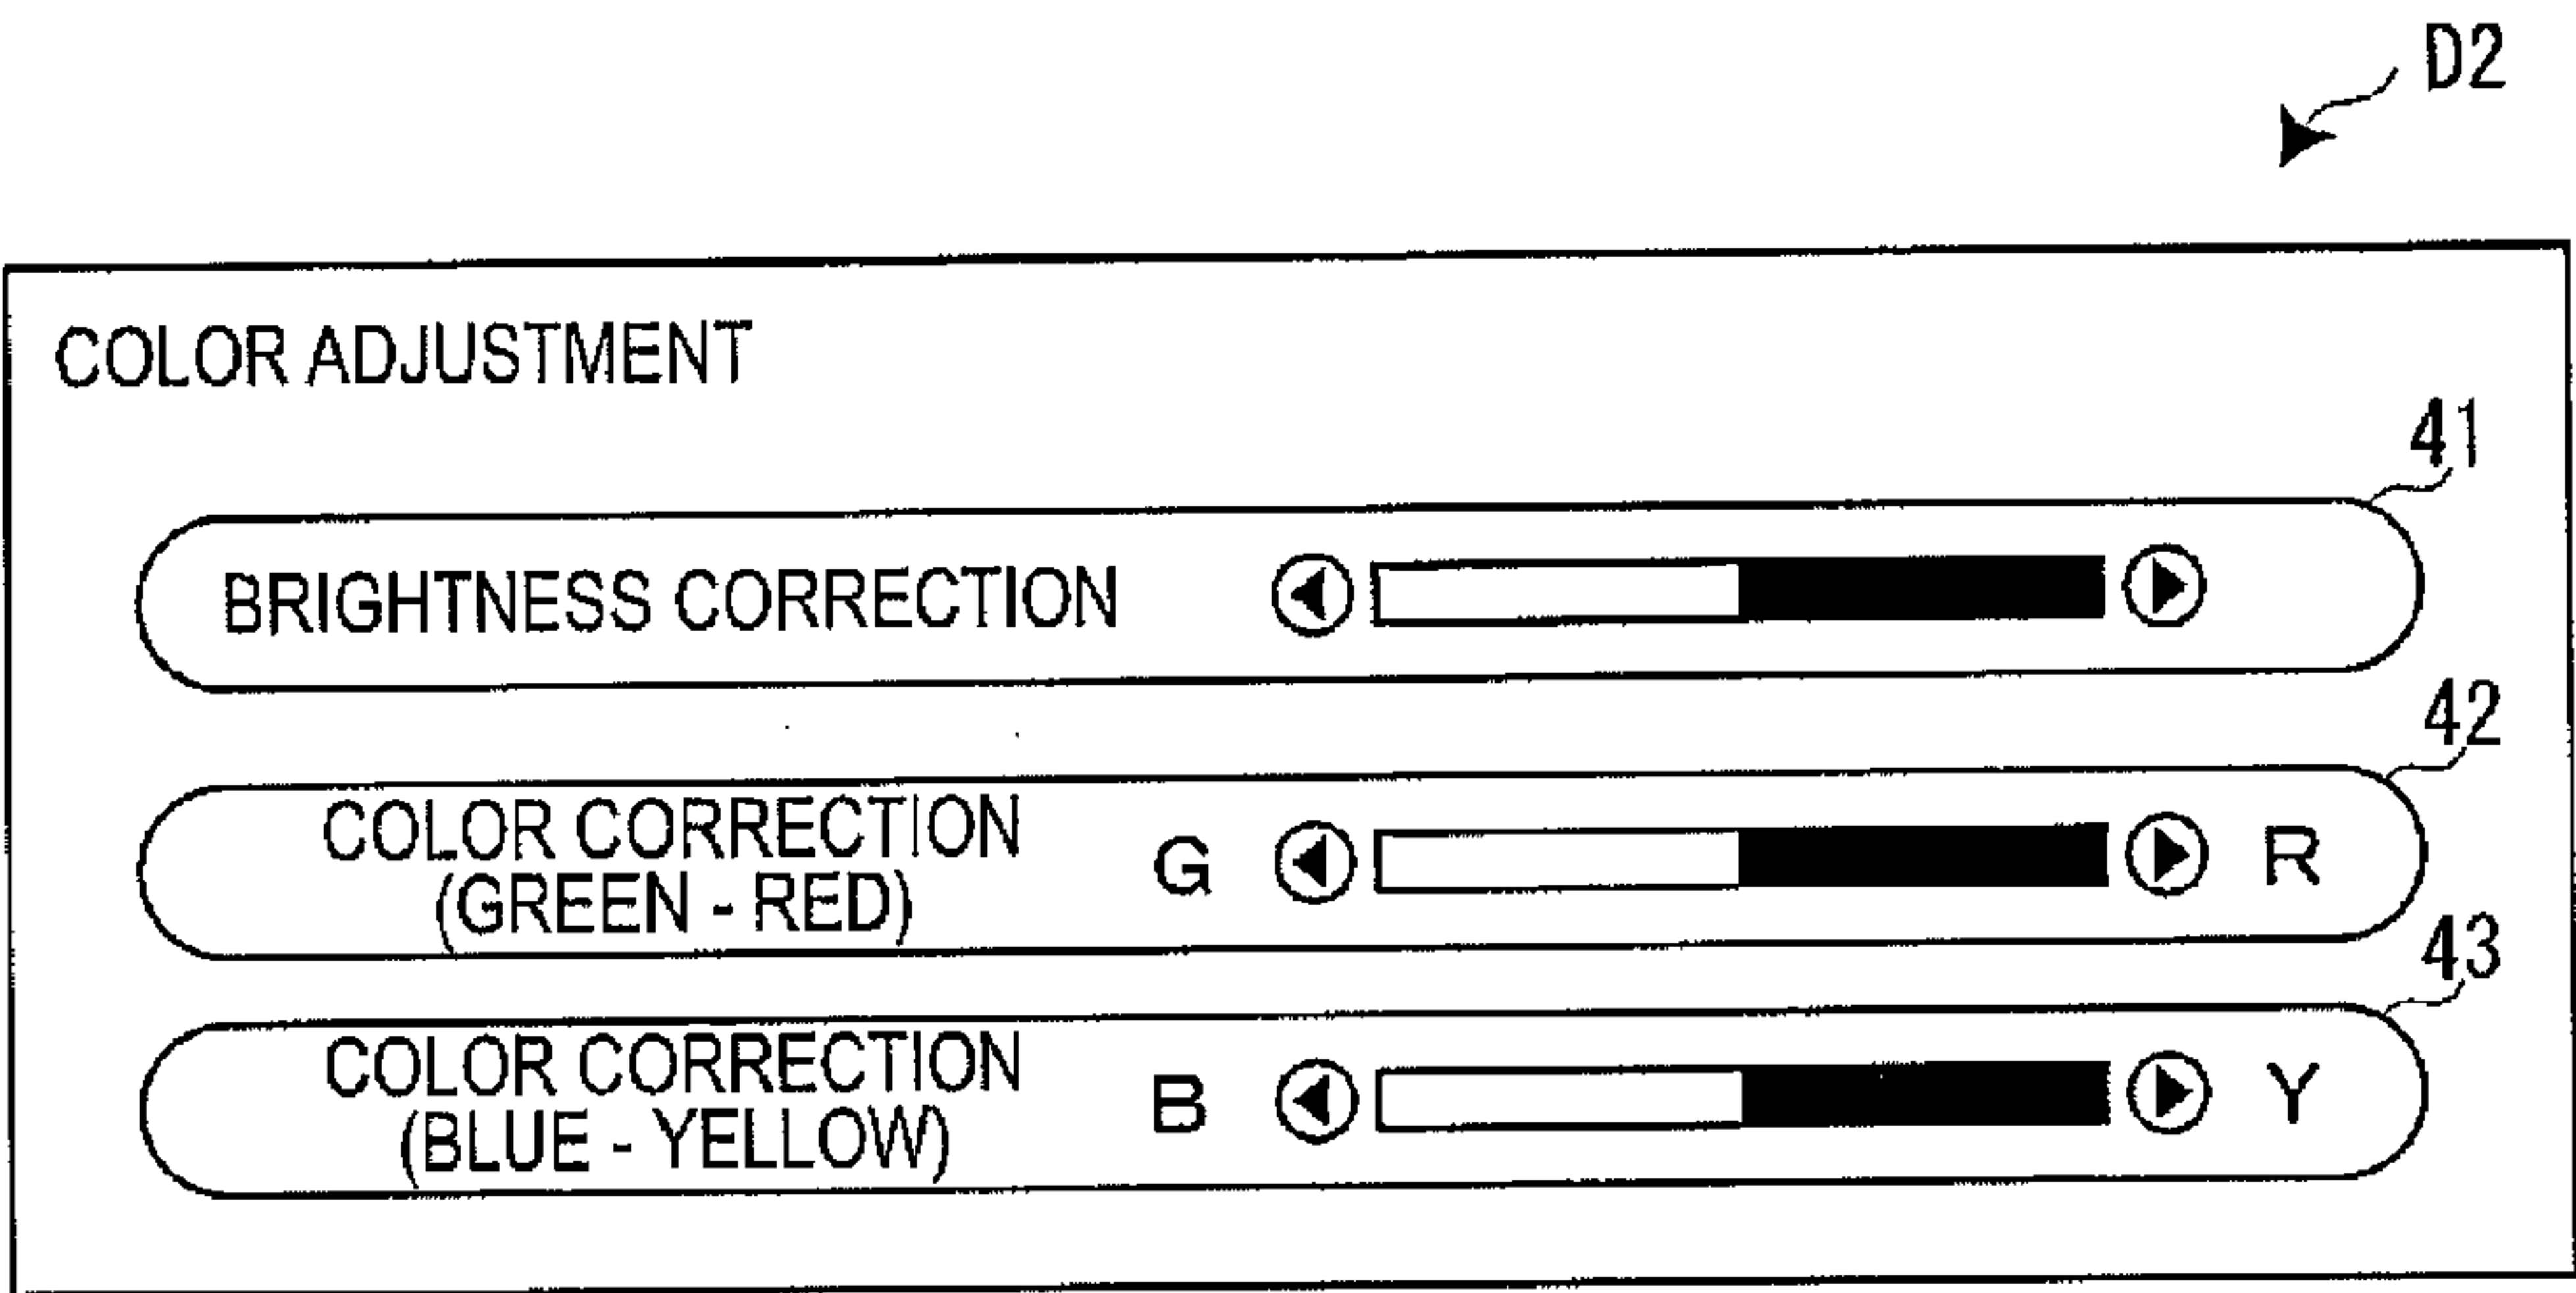 D2
COLOR ADJUSTMENT
41
BRIGHTNESS CORRECTION
42
COLOR CORRECTION
(GREEN - RED)
G R
43
COLOR CORRECTION
(BLUE - YELLOW)
B Y